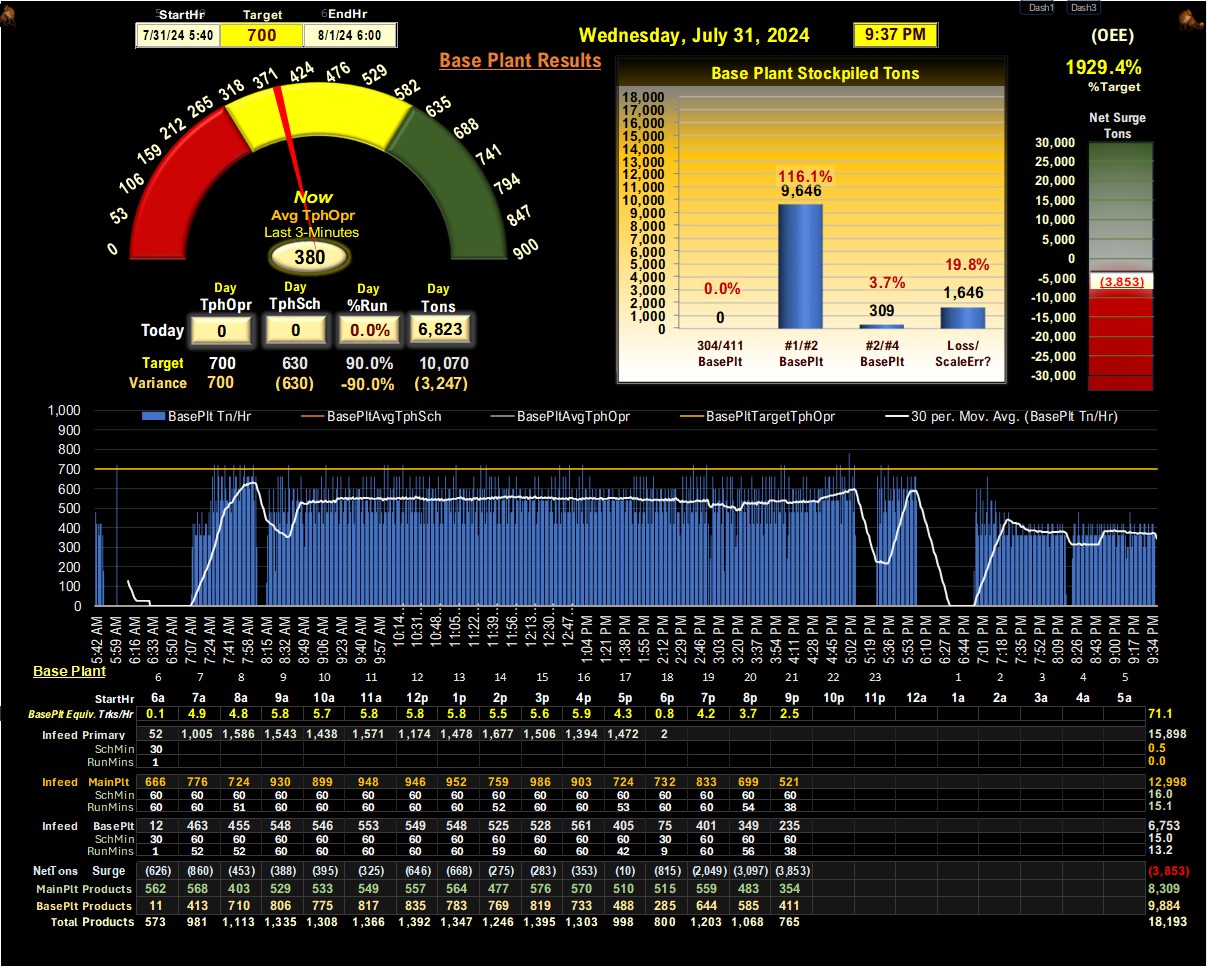 StartHr Target EndHr
7/31/24 5:40 700 8/1/24 6:00
Dash1 Dash3
Wednesday, July 31, 2024 9:37 PM
(OEE)
1929.4%
%Target
Base Plant Results
0 53 106 159 212 265 318 371 424 476 529 582 635 688 741 794 847 900
Now
Avg TphOpr
Last 3-Minutes
380
Day Day Day Day
TphOpr TphSch %Run Tons
Today 0 0 0.0% 6,823
Target 700 630 90.0% 10,070
Variance 700 (630) -90.0% (3,247)
Base Plant Stockpiled Tons
18,000
17,000
16,000
15,000
14,000
13,000
12,000
11,000
10,000
9,000
8,000
7,000
6,000
5,000
4,000
3,000
2,000
1,000
0
0.0% 116.1% 3.7% 19.8%
0 9,646 309 1,646
304/411 #1/#2 #2/#4 Loss/
BasePlt BasePlt BasePlt ScaleErr?
Net Surge
Tons
30,000
25,000
20,000
15,000
10,000
5,000
0
-5,000
-10,000
-15,000
-20,000
-25,000
-30,000
(3,853)
BasePlt Tn/Hr BasePltAvgTphSch BasePltAvgTphOpr BasePltTargetTphOpr 30 per. Mov. Avg. (BasePlt Tn/Hr)
1,000
900
800
700
600
500
400
300
200
100
0
5:42 AM 5:59 AM 6:16 AM 6:33 AM 6:50 AM 7:07 AM 7:24 AM 7:41 AM 7:58 AM 8:15 AM 8:32 AM 8:49 AM 9:06 AM 9:23 AM 9:40 AM 9:57 AM 10:14... 10:31... 10:48... 11:05... 11:22... 11:39... 11:56... 12:13... 12:30... 12:47... 1:04 PM 1:21 PM 1:38 PM 1:55 PM 2:12 PM 2:29 PM 2:46 PM 3:03 PM 3:20 PM 3:37 PM 3:54 PM 4:11 PM 4:28 PM 4:45 PM 5:02 PM 5:19 PM 5:36 PM 5:53 PM 6:10 PM 6:27 PM 6:44 PM 7:01 PM 7:18 PM 7:35 PM 7:52 PM 8:09 PM 8:26 PM 8:43 PM 9:00 PM 9:17 PM 9:34 PM
Base Plant 6 7 8 9 10 11 12 13 14 15 16 17 18 19 20 21 22 23 1 2 3 4 5
StartHr 6a 7a 8a 9a 10a 11a 12p 1p 2p 3p 4p 5p 6p 7p 8p 9p 10p 11p 12a 1a 2a 3a 4a 5a
BasePlt Equiv. Trks/Hr 0.1 4.9 4.8 5.8 5.7 5.8 5.8 5.8 5.5 5.6 5.9 4.3 0.8 4.2 3.7 2.5 71.1
Infeed Primary 52 1,005 1,586 1,543 1,438 1,571 1,174 1,478 1,677 1,506 1,394 1,472 2 15,898
SchMin 30 0.5
RunMins 1 0.0
Infeed MainPlt 666 776 724 930 899 948 946 952 759 986 903 724 732 833 699 521 12,998
SchMin 60 60 60 60 60 60 60 60 60 60 60 60 60 60 60 60 16.0
RunMins 60 60 51 60 60 60 60 60 52 60 60 53 60 60 54 38 15.1
Infeed BasePlt 12 463 455 548 546 553 549 548 525 528 561 405 75 401 349 235 6,753
SchMin 30 60 60 60 60 60 60 60 60 60 60 60 30 60 60 60 15.0
RunMins 1 52 52 60 60 60 60 60 59 60 60 42 9 60 56 38 13.2
NetTons Surge (626) (860) (453) (388) (395) (325) (646) (668) (275) (283) (353) (10) (815) (2,049) (3,097) (3,853) (3,853)
MainPlt Products 562 568 403 529 533 549 557 564 477 576 570 510 515 559 483 354 8,309
BasePlt Products 11 413 710 806 775 817 835 783 769 819 733 488 285 644 585 411 9,884
Total Products 573 981 1,113 1,335 1,308 1,366 1,392 1,347 1,246 1,395 1,303 998 800 1,203 1,068 765 18,193